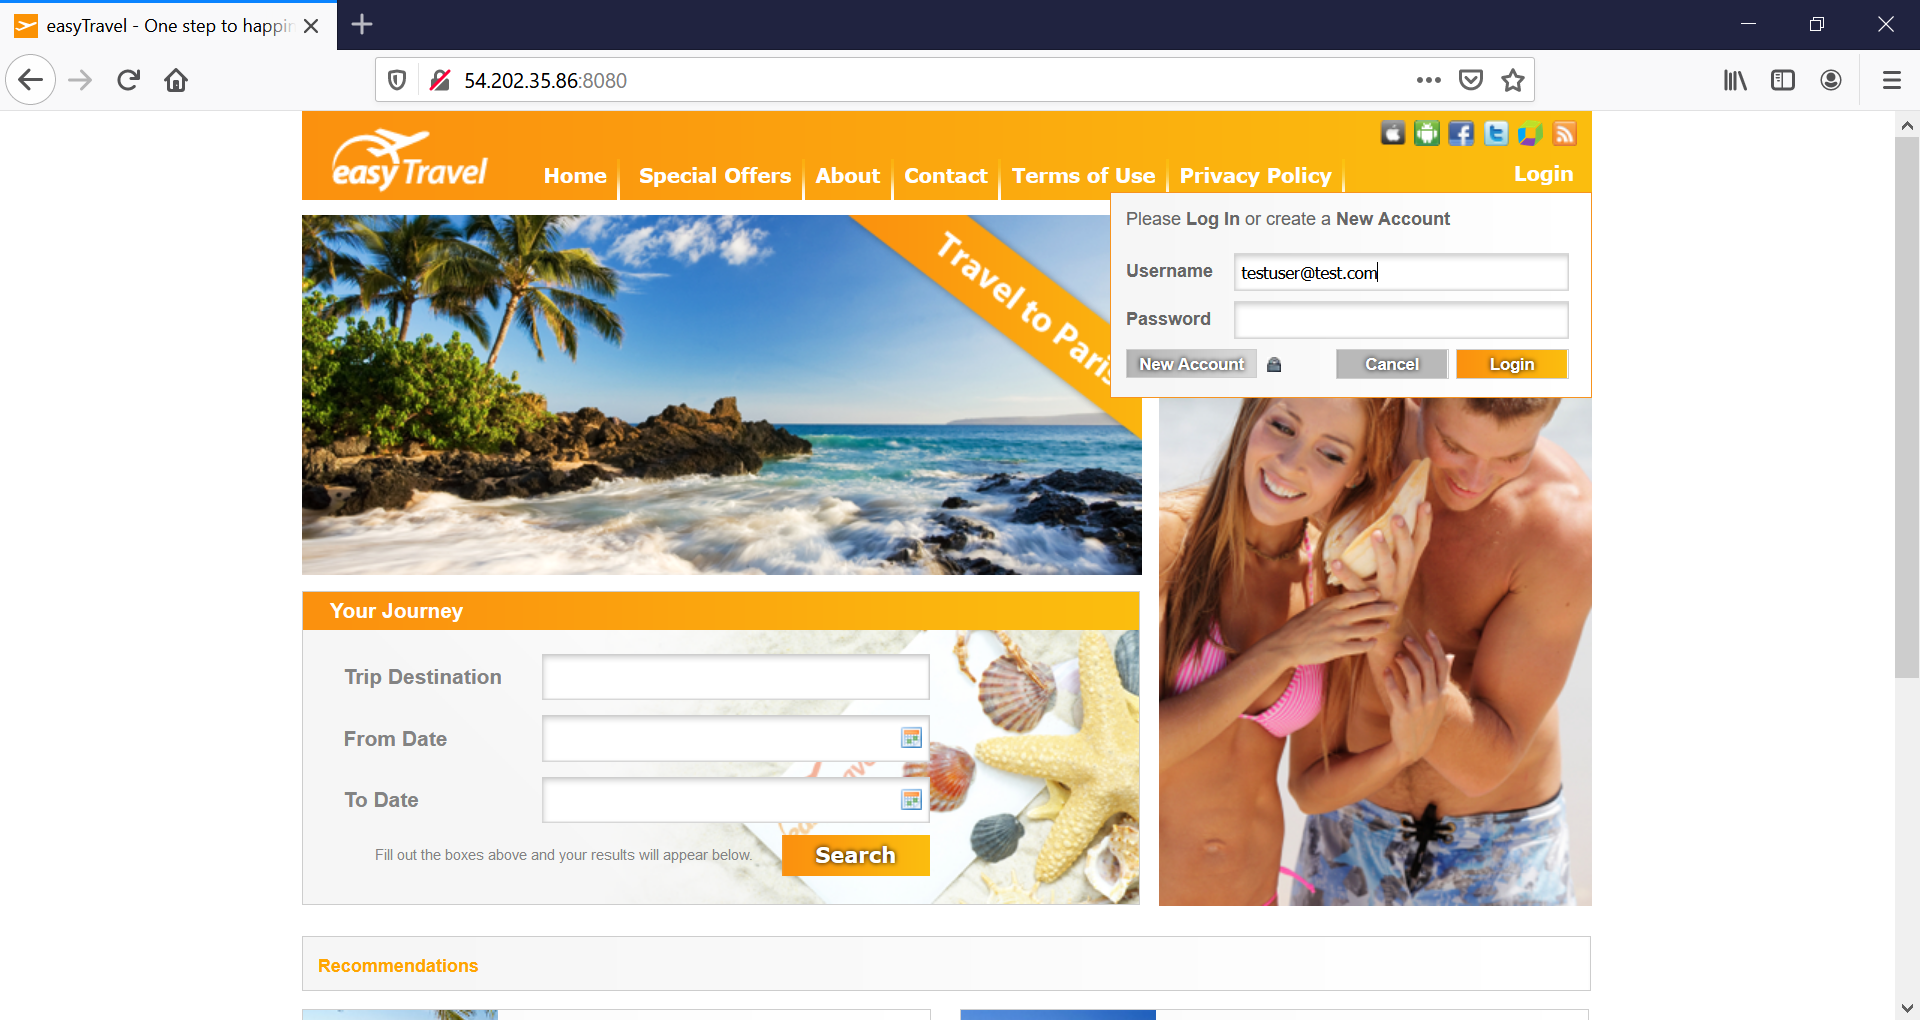 easyTravel - One step to happin
54.202.35.86:8080
easyTravel
Home Special Offers About Contact Terms of Use Privacy Policy Login
Please Log In or create a New Account
Username testuser@test.com
Password
New Account Cancel Login
Travel to Paris
Your Journey
Trip Destination
From Date
To Date
Fill out the boxes above and your results will appear below. Search
Recommendations